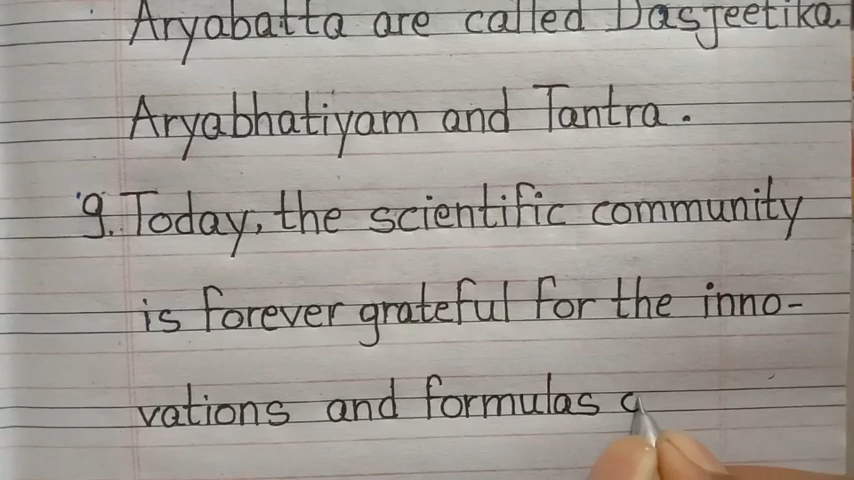 Aryabatta are called Dasjeetika
Aryabhatiyam and Tantra.
9. Today, the scientific community
is forever grateful for the inno-
vations and formulas